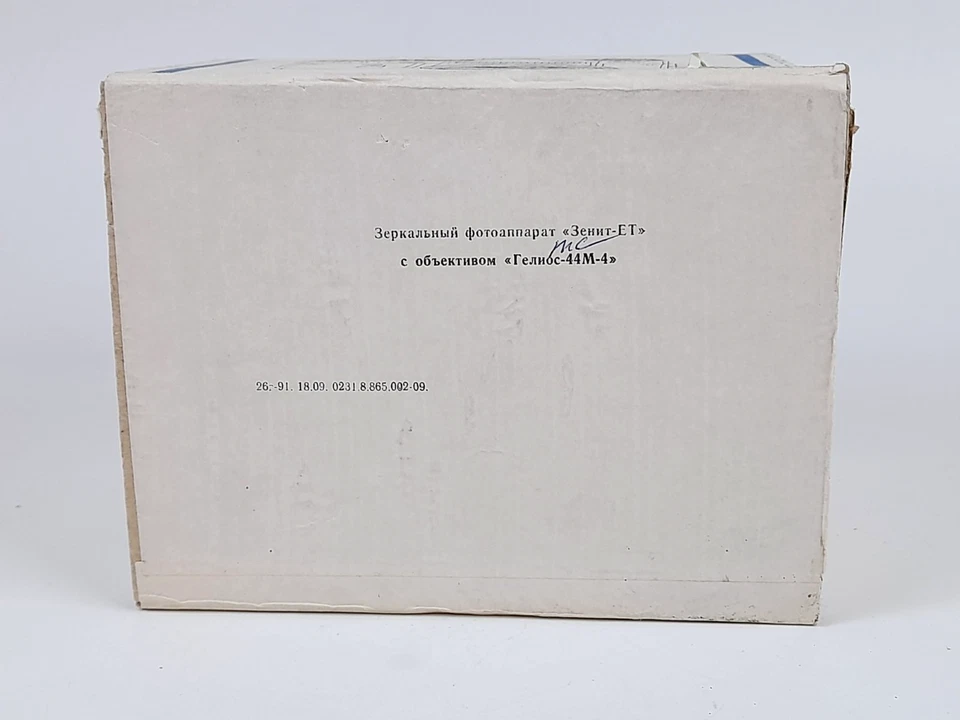 Зеркальный фотоаппарат «Зенит-ЕТ»
с объективом «Гелиос-44М-4»
26.-91. 18.09. 0231.8.865.002-09.